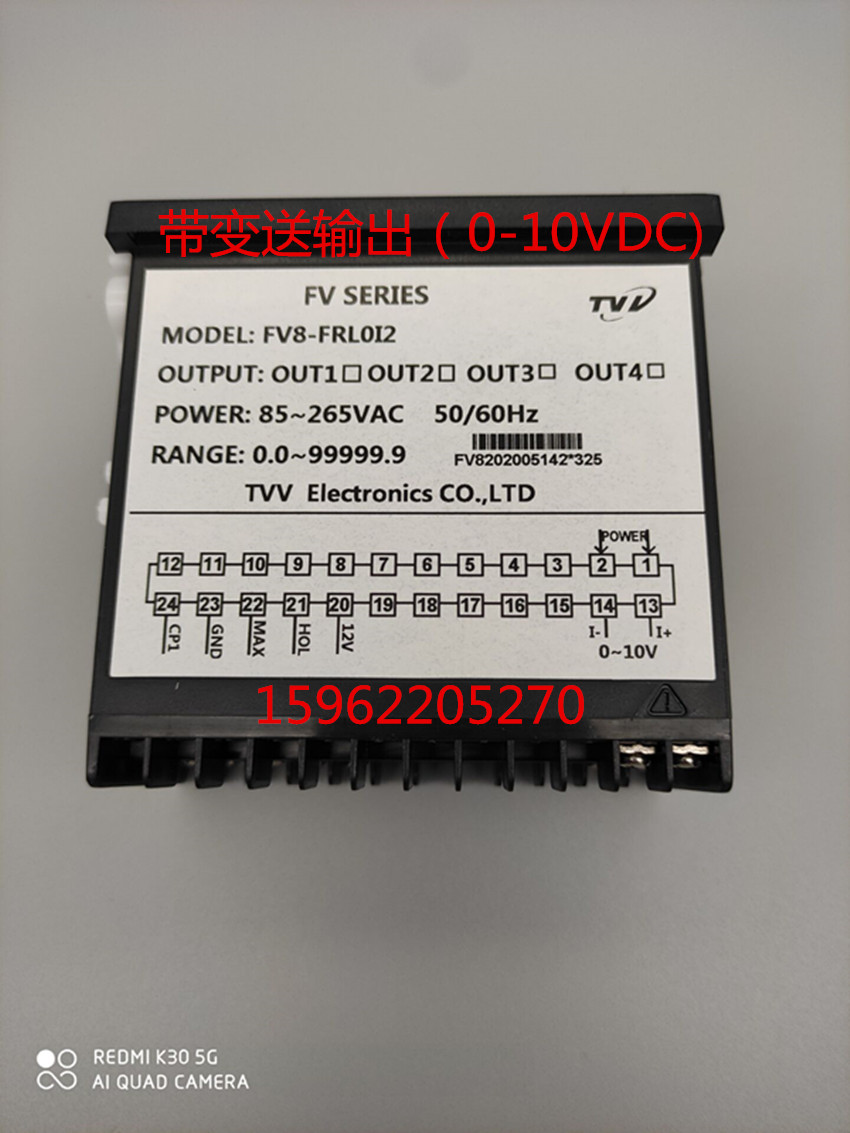 带变送输出（0-10VDC)
FV SERIES TVV
MODEL: FV8-FRL0I2
OUTPUT: OUT1□ OUT2□ OUT3□ OUT4□
POWER: 85~265VAC 50/60Hz
RANGE: 0.0~99999.9
FV8202005142*325
TVV Electronics CO.,LTD
POWER
12 11 10 9 8 7 6 5 4 3 2 1
24 23 22 21 20 19 18 17 16 15 14 13
CP1 GND MAX HOL 12V I- I+
0~10V
15962205270
REDMI K30 5G
AI QUAD CAMERA